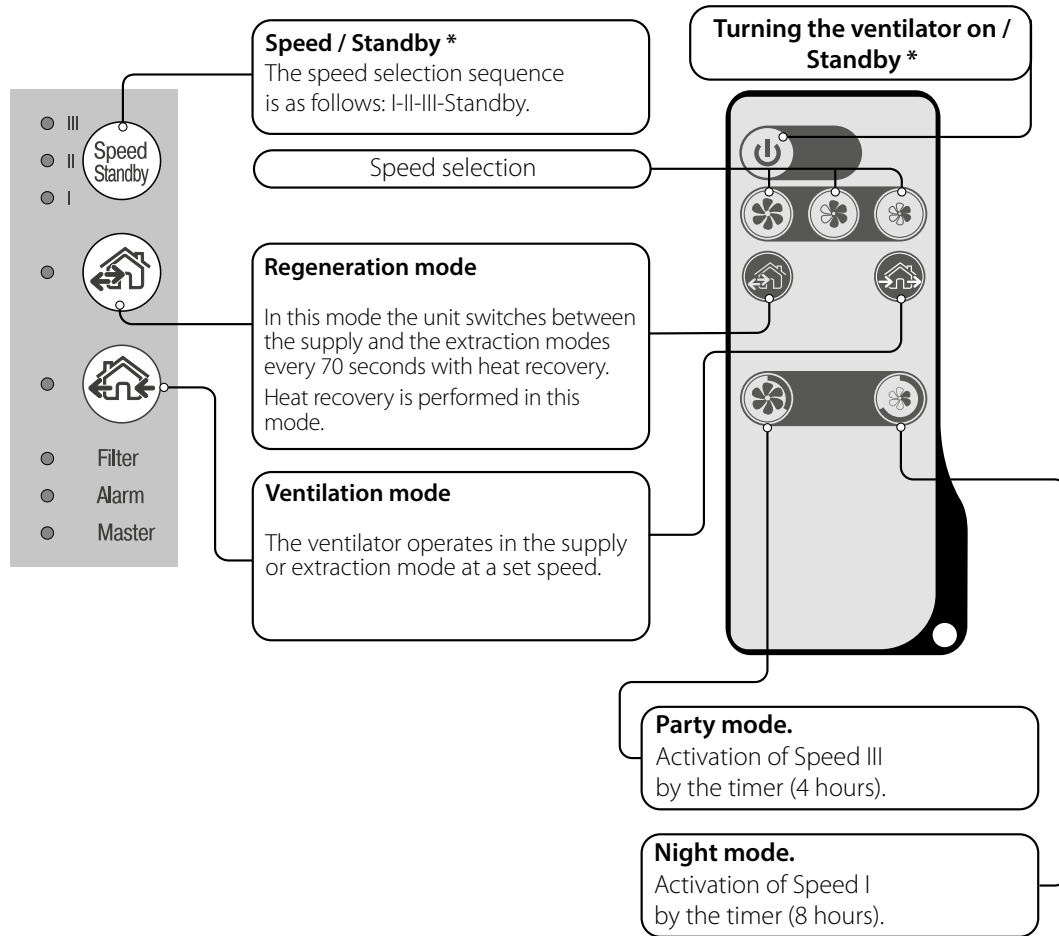 Speed / Standby *
The speed selection sequence
is as follows: I-II-III-Standby.
Turning the ventilator on /
Standby *
III
II
I
Speed
Standby
Speed selection
Regeneration mode
In this mode the unit switches between
the supply and the extraction modes
every 70 seconds with heat recovery.
Heat recovery is performed in this
mode.
Filter
Alarm
Master
Ventilation mode
The ventilator operates in the supply
or extraction mode at a set speed.
Party mode.
Activation of Speed III
by the timer (4 hours).
Night mode.
Activation of Speed I
by the timer (8 hours).